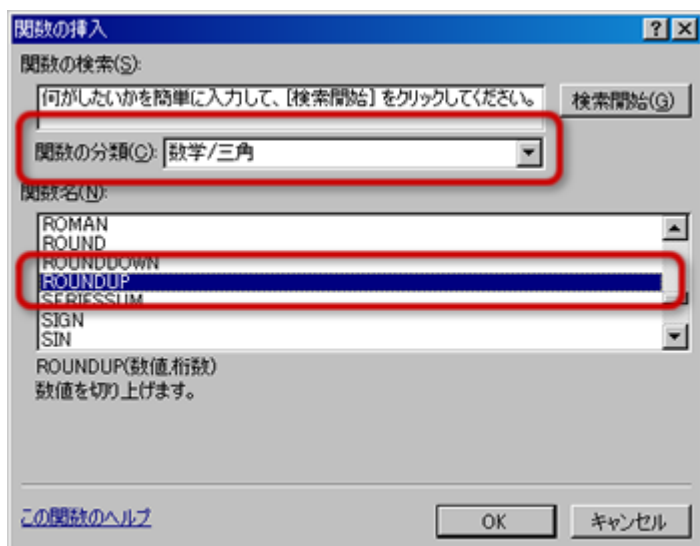 関数の挿入
関数の検索(S):
何がしたいかを簡単に入力して、[検索開始] をクリックしてください。
検索開始(G)
関数の分類(C): 数学/三角
関数名(N):
ROMAN
ROUND
ROUNDDOWN
ROUNDUP
SERIESSUM
SIGN
SIN
ROUNDUP(数値,桁数)
数値を切り上げます。
この関数のヘルプ
OK
キャンセル